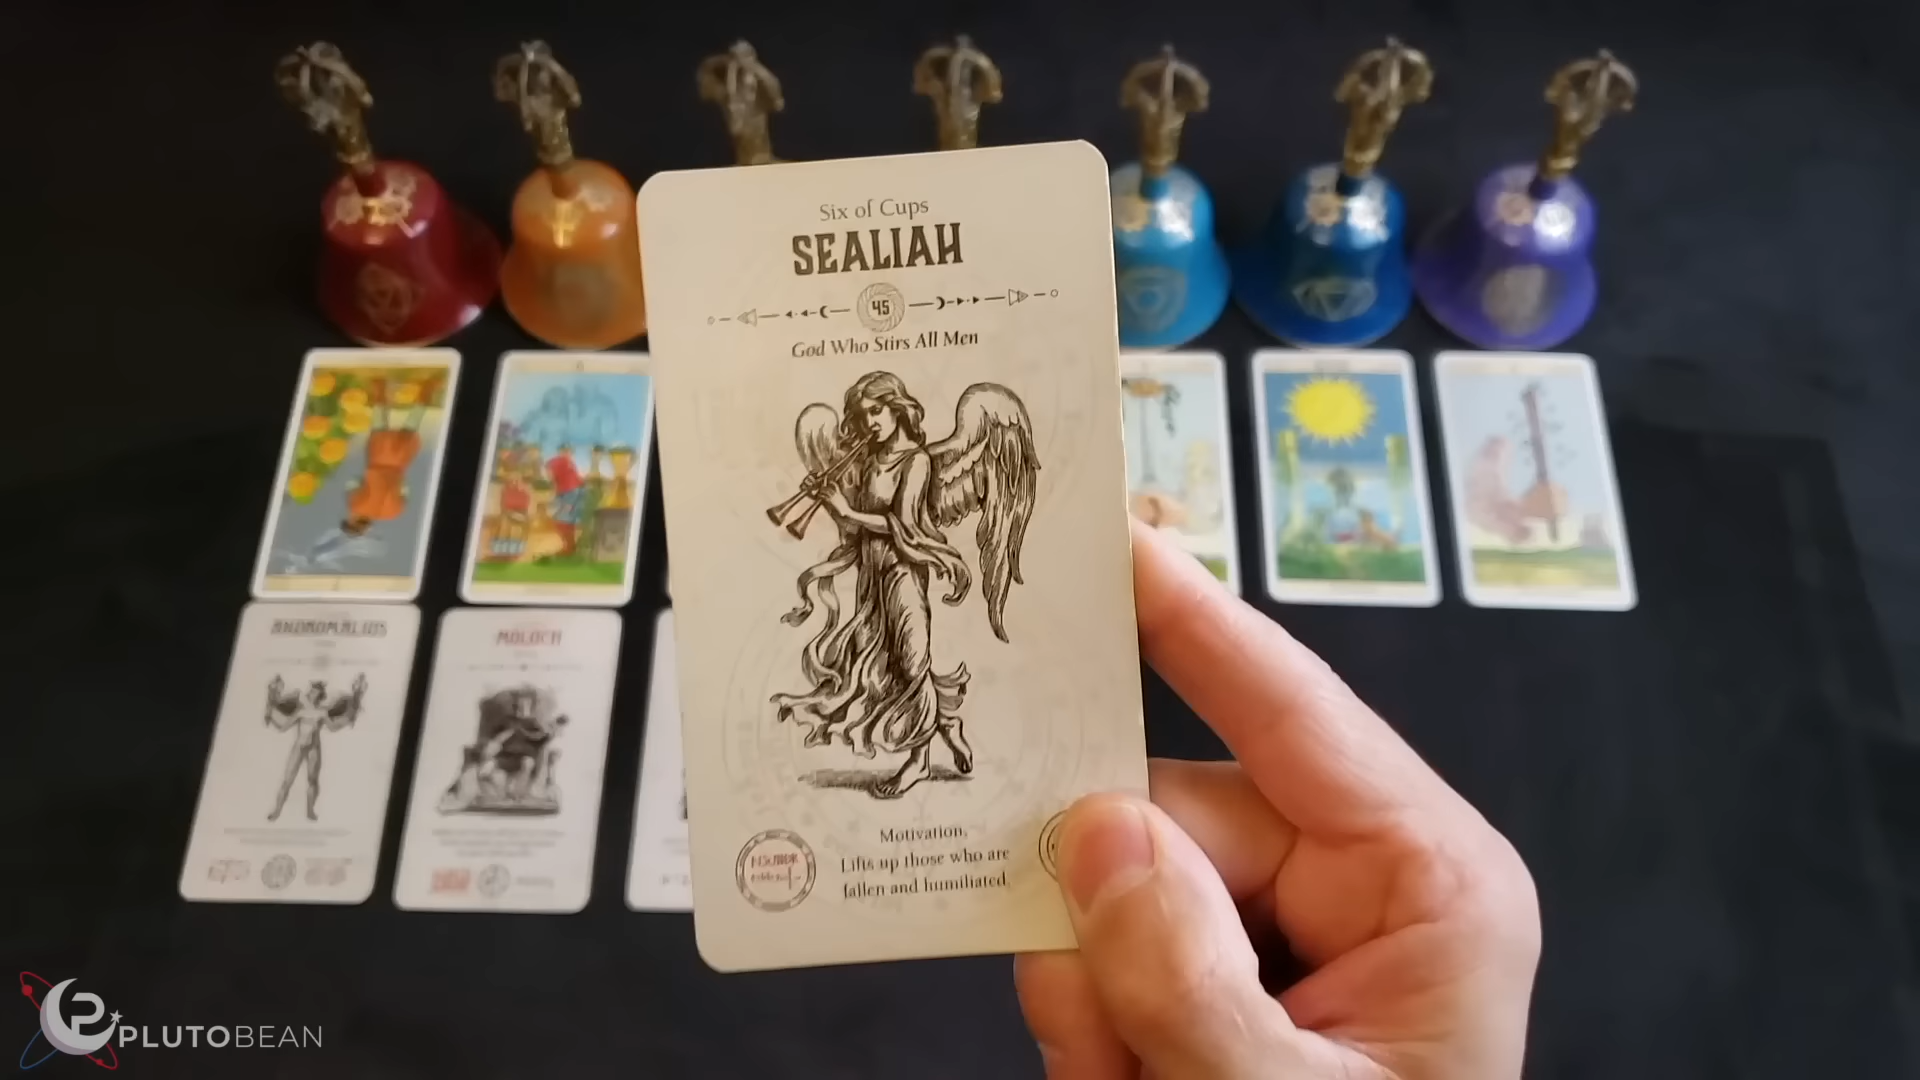 Six of Cups
SEALIAH
45
God Who Stirs All Men
Motivation,
Lifts up those who are
fallen and humiliated.
MOLOCH
PLUTOBEAN